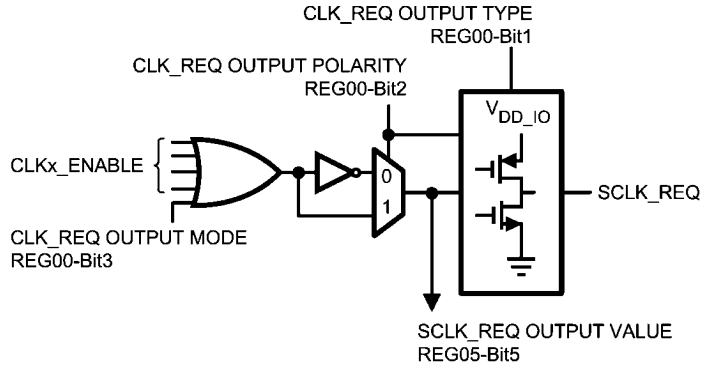 CLK_REQ OUTPUT TYPE
REG00-Bit1
CLK_REQ OUTPUT POLARITY
REG00-Bit2
VDD_IO
CLKx_ENABLE
0
1
SCLK_REQ
CLK_REQ OUTPUT MODE
REG00-Bit3
SCLK_REQ OUTPUT VALUE
REG05-Bit5